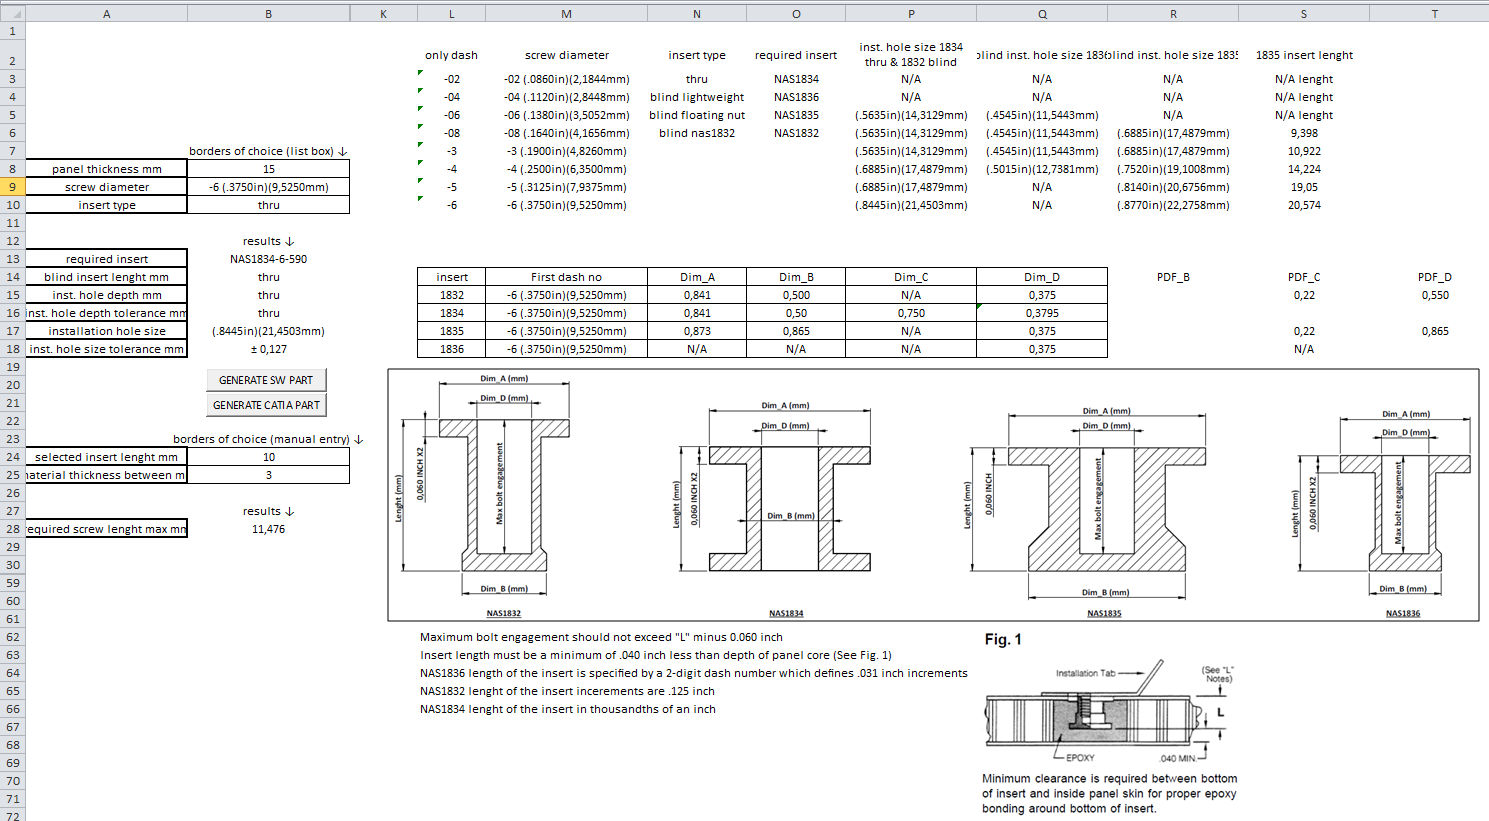 A B K L M N O P Q R S T
1
2 only dash screw diameter insert type required insert inst. hole size 1834 thru & 1832 blind blind inst. hole size 1836 blind inst. hole size 1835 1835 insert lenght
3 -02 -02 (.0860in)(2,1844mm) thru NAS1834 N/A N/A N/A N/A lenght
4 -04 -04 (.1120in)(2,8448mm) blind lightweight NAS1836 N/A N/A N/A N/A lenght
5 -06 -06 (.1380in)(3,5052mm) blind floating nut NAS1835 (.5635in)(14,3129mm) (.4545in)(11,5443mm) N/A N/A lenght
6 -08 -08 (.1640in)(4,1656mm) blind nas1832 NAS1832 (.5635in)(14,3129mm) (.4545in)(11,5443mm) (.6885in)(17,4879mm) 9,398
7 borders of choice (list box) ↓ -3 -3 (.1900in)(4,8260mm) (.5635in)(14,3129mm) (.4545in)(11,5443mm) (.6885in)(17,4879mm) 10,922
8 panel thickness mm 15 -4 -4 (.2500in)(6,3500mm) (.6885in)(17,4879mm) (.5015in)(12,7381mm) (.7520in)(19,1008mm) 14,224
9 screw diameter -6 (.3750in)(9,5250mm) -5 -5 (.3125in)(7,9375mm) (.6885in)(17,4879mm) N/A (.8140in)(20,6756mm) 19,05
10 insert type thru -6 -6 (.3750in)(9,5250mm) (.8445in)(21,4503mm) N/A (.8770in)(22,2758mm) 20,574
11
12 results ↓
13 required insert NAS1834-6-590
14 blind insert lenght mm thru insert First dash no Dim_A Dim_B Dim_C Dim_D PDF_B PDF_C PDF_D
15 inst. hole depth mm thru 1832 -6 (.3750in)(9,5250mm) 0,841 0,500 N/A 0,375 0,22 0,550
16 inst. hole depth tolerance mm thru 1834 -6 (.3750in)(9,5250mm) 0,841 0,50 0,750 0,3795
17 installation hole size (.8445in)(21,4503mm) 1835 -6 (.3750in)(9,5250mm) 0,873 0,865 N/A 0,375 0,22 0,865
18 inst. hole size tolerance mm ± 0,127 1836 -6 (.3750in)(9,5250mm) N/A N/A N/A 0,375 N/A
19
20 GENERATE SW PART
21 GENERATE CATIA PART
22
23 borders of choice (manual entry) ↓
24 selected insert lenght mm 10
25 material thickness between m 3
26
27 results ↓
28 required screw lenght max mm 11,476
29
30
59
60
61
Dim_A (mm)
Dim_D (mm)
Lenght (mm)
0,060 INCH X2
Max bolt engagement
Dim_B (mm)
NAS1832
Dim_A (mm)
Dim_D (mm)
Lenght (mm)
0,060 INCH X2
Dim_B (mm)
NAS1834
Dim_A (mm)
Dim_D (mm)
Lenght (mm)
0,060 INCH
Max bolt engagement
Dim_B (mm)
NAS1835
Dim_A (mm)
Dim_D (mm)
Lenght (mm)
0,060 INCH X2
Max bolt engagement
Dim_B (mm)
NAS1836
62 Maximum bolt engagement should not exceed "L" minus 0.060 inch
63 Insert length must be a minimum of .040 inch less than depth of panel core (See Fig. 1)
64 NAS1836 length of the insert is specified by a 2-digit dash number which defines .031 inch increments
65 NAS1832 lenght of the insert incerements are .125 inch
66 NAS1834 lenght of the insert in thousandths of an inch
67
68
69
70
71
72
Fig. 1
Installation Tab
(See "L"
Notes)
L
EPOXY
.040 MIN.
Minimum clearance is required between bottom
of insert and inside panel skin for proper epoxy
bonding around bottom of insert.